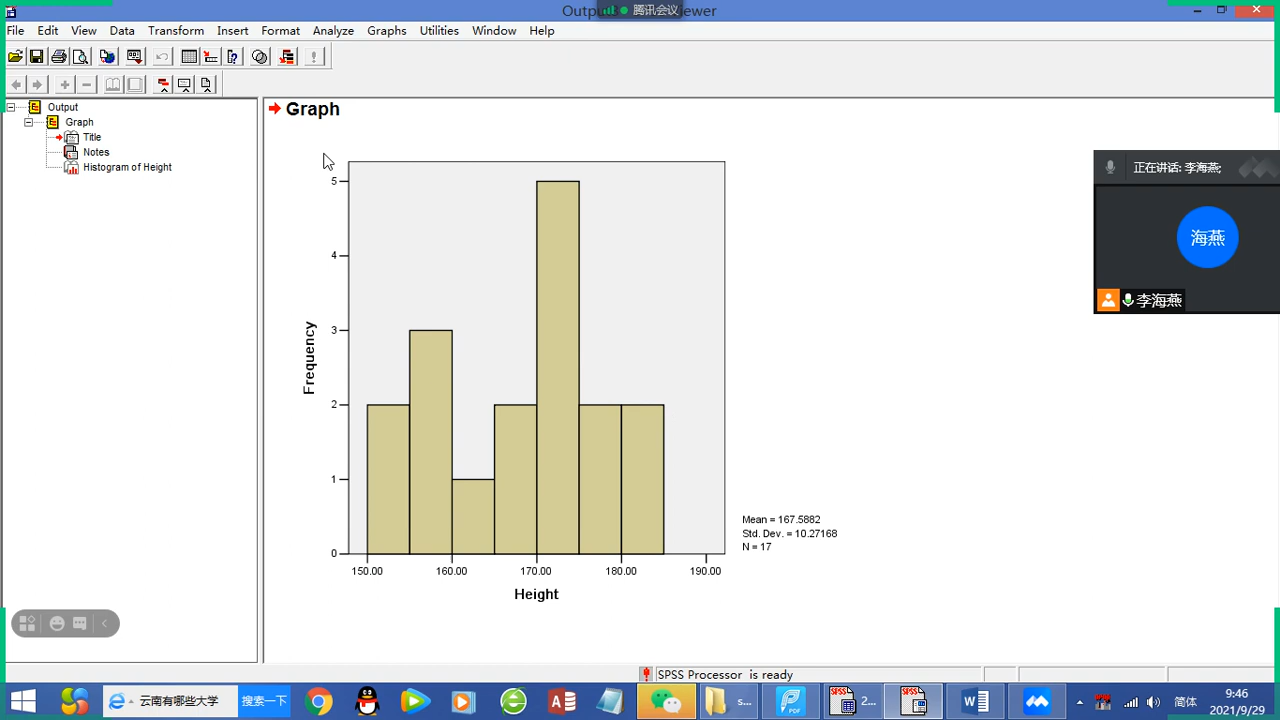 腾讯会议
File Edit View Data Transform Insert Format Analyze Graphs Utilities Window Help
Output
Graph
Title
Notes
Histogram of Height
Graph
5
4
3
2
1
0
Frequency
150.00 160.00 170.00 180.00 190.00
Height
Mean = 167.5882
Std. Dev. = 10.27168
N = 17
正在讲话: 李海燕;
海燕
李海燕
SPSS Processor is ready
云南有哪些大学 搜索一下
SPSS
2...
SPSS
s...
PDF
简体
9:46
2021/9/29